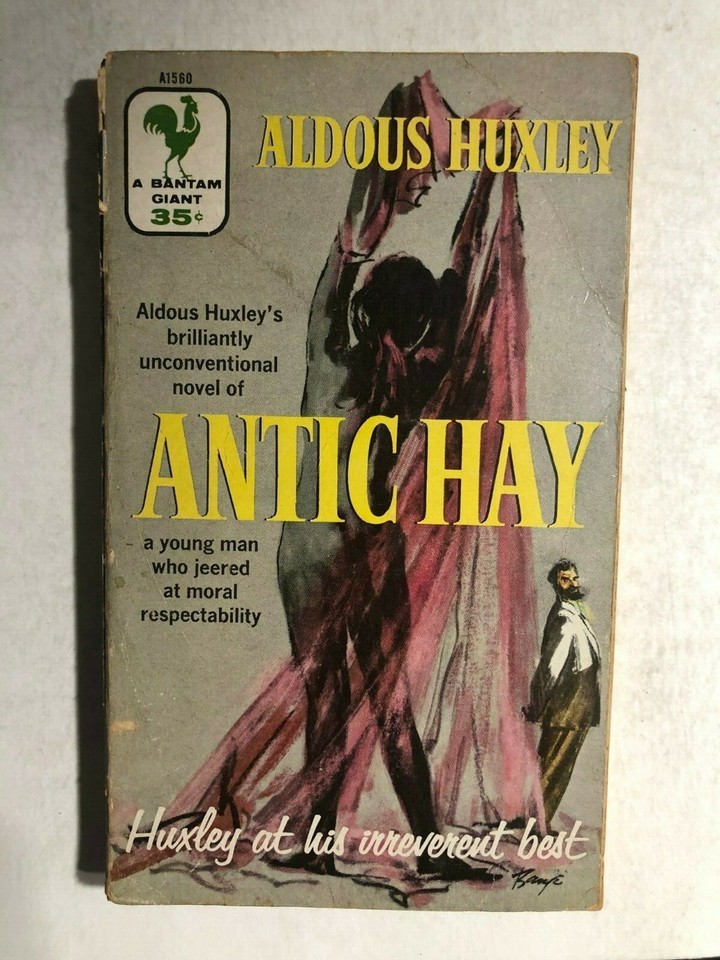 A1560
A BANTAM
GIANT
35¢
ALDOUS HUXLEY
Aldous Huxley's
brilliantly
unconventional
novel of
ANTIC HAY
a young man
who jeered
at moral
respectability
Huxley at his irreverent best